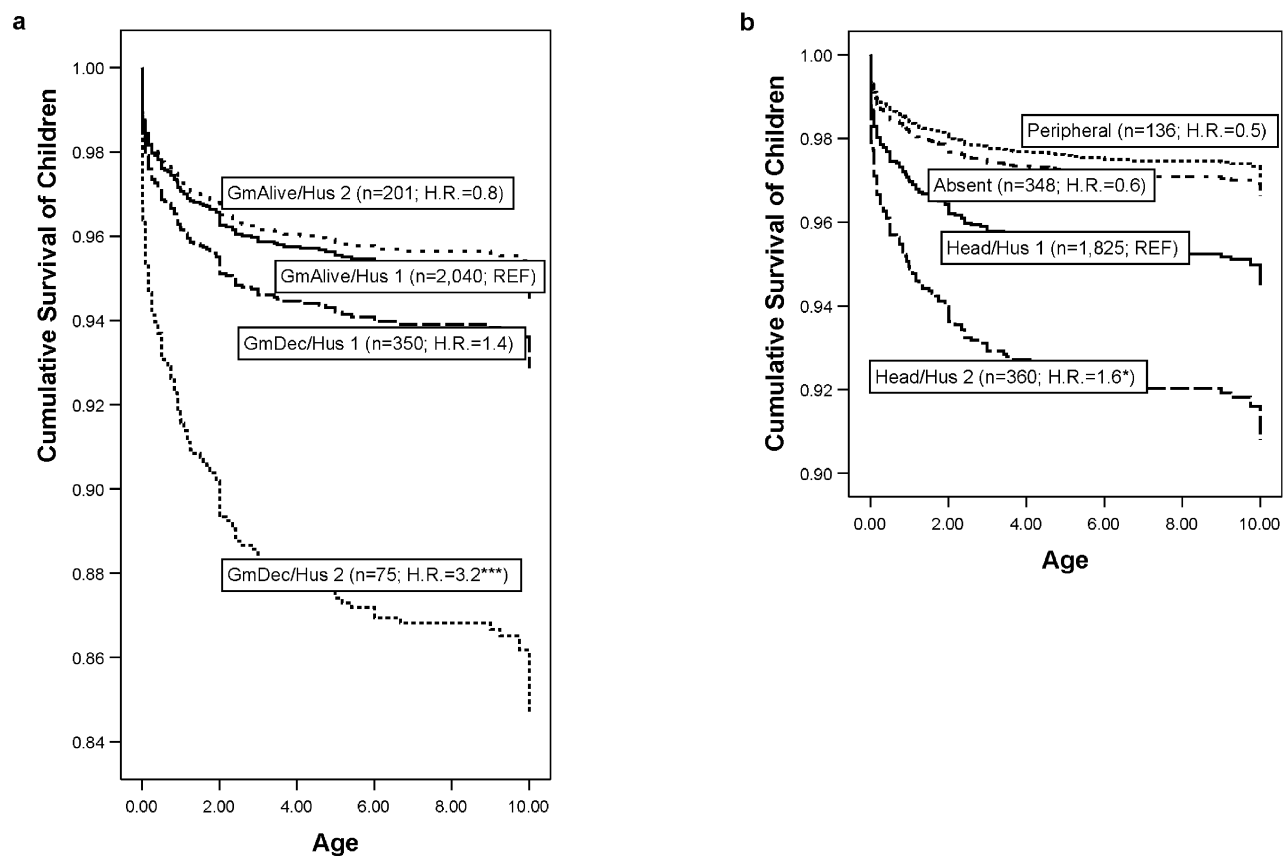 a
1.00
0.98
0.96
0.94
0.92
0.90
0.88
0.86
0.84
Cumulative Survival of Children
GmAlive/Hus 2 (n=201; H.R.=0.8)
GmAlive/Hus 1 (n=2,040; REF)
GmDec/Hus 1 (n=350; H.R.=1.4)
GmDec/Hus 2 (n=75; H.R.=3.2***)
0.00 2.00 4.00 6.00 8.00 10.00
Age
b
1.00
0.98
0.96
0.94
0.92
0.90
Cumulative Survival of Children
Peripheral (n=136; H.R.=0.5)
Absent (n=348; H.R.=0.6)
Head/Hus 1 (n=1,825; REF)
Head/Hus 2 (n=360; H.R.=1.6*)
0.00 2.00 4.00 6.00 8.00 10.00
Age